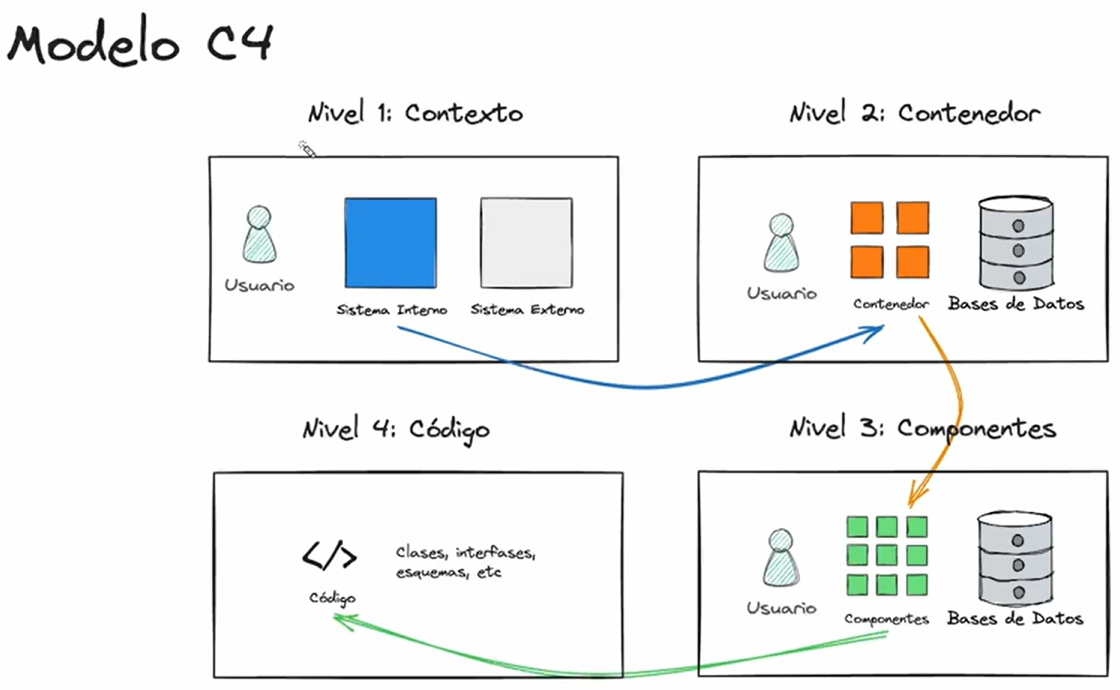 Modelo C4
Nivel 1: Contexto
Usuario
Sistema Interno
Sistema Externo
Nivel 2: Contenedor
Usuario
Contenedor
Bases de Datos
Nivel 4: Código
</>
Código
Clases, interfases,
esquemas, etc
Nivel 3: Componentes
Usuario
Componentes
Bases de Datos